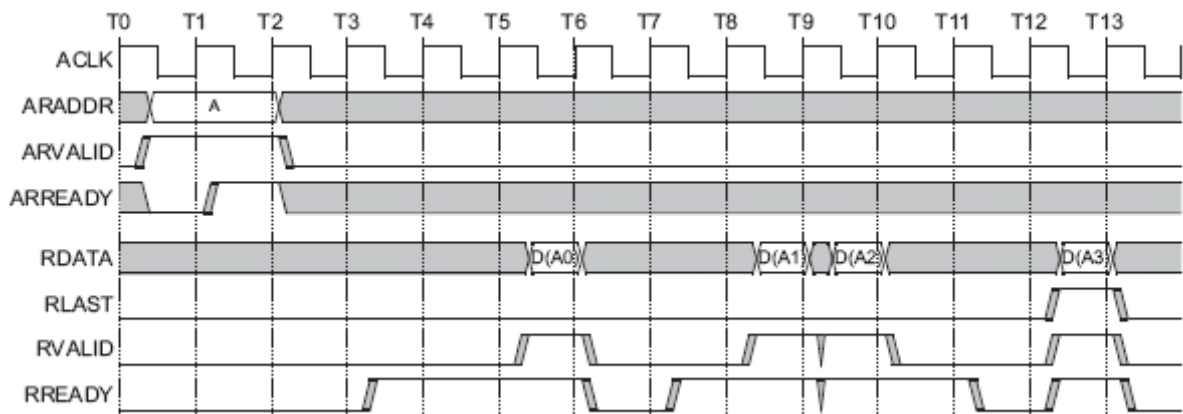 T0 T1 T2 T3 T4 T5 T6 T7 T8 T9 T10 T11 T12 T13
ACLK
ARADDR A
ARVALID
ARREADY
RDATA D(A0) D(A1) D(A2) D(A3)
RLAST
RVALID
RREADY